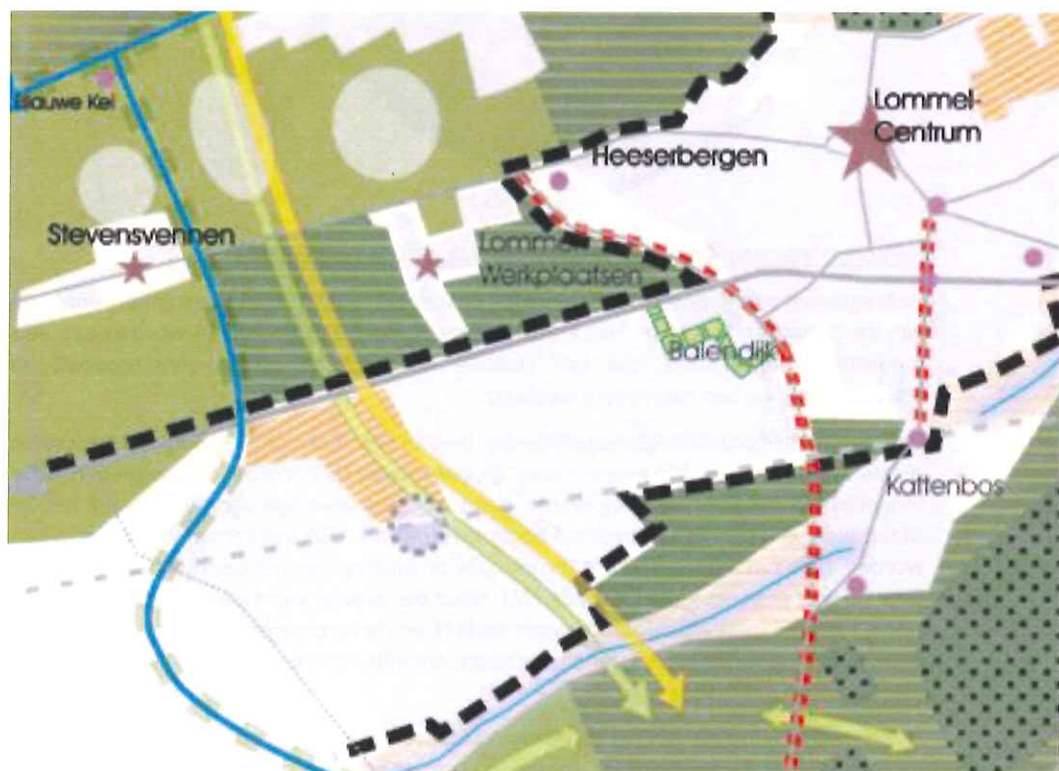 Blauwe Kei
Lommel-
Centrum
Heeserbergen
Stevensvennen
Lommel
Werkplaatsen
Balendijk
Kattenbos